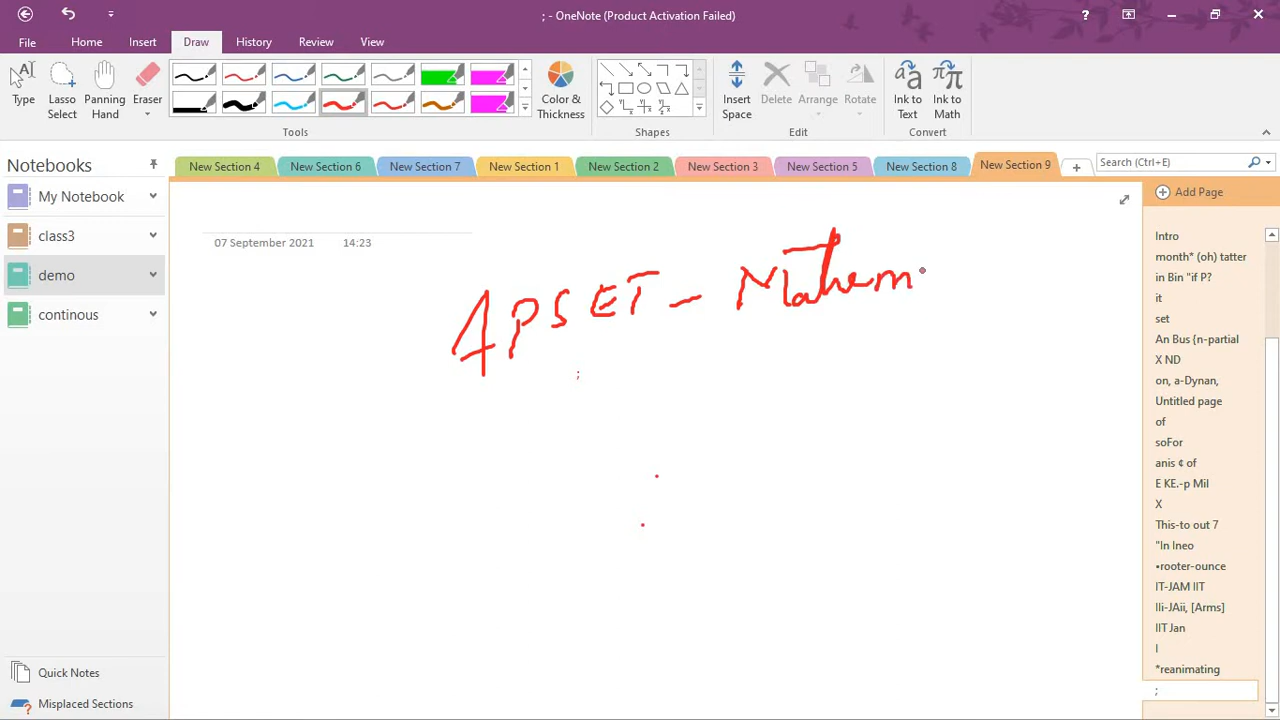 ; - OneNote (Product Activation Failed)
File Home Insert Draw History Review View
Type
Lasso Select
Panning Hand
Eraser
Color & Thickness
Insert Space
Delete
Arrange
Rotate
Ink to Text
Ink to Math
Tools Shapes Edit Convert
Notebooks
New Section 4 New Section 6 New Section 7 New Section 1 New Section 2 New Section 3 New Section 5 New Section 8 New Section 9
Search (Ctrl+E)
My Notebook
class3
demo
continous
Quick Notes
Misplaced Sections
07 September 2021 14:23
APSET - Mathem
;
Add Page
Intro
month* (oh) tatter
in Bin "if P?
it
set
An Bus {n-partial
X ND
on, a-Dynan,
Untitled page
of
soFor
anis ¢ of
E KE.-p Mil
X
This-to out 7
"In Ineo
•rooter-ounce
IT-JAM IIT
IIi-JAii, [Arms]
IIT Jan
I
*reanimating
;